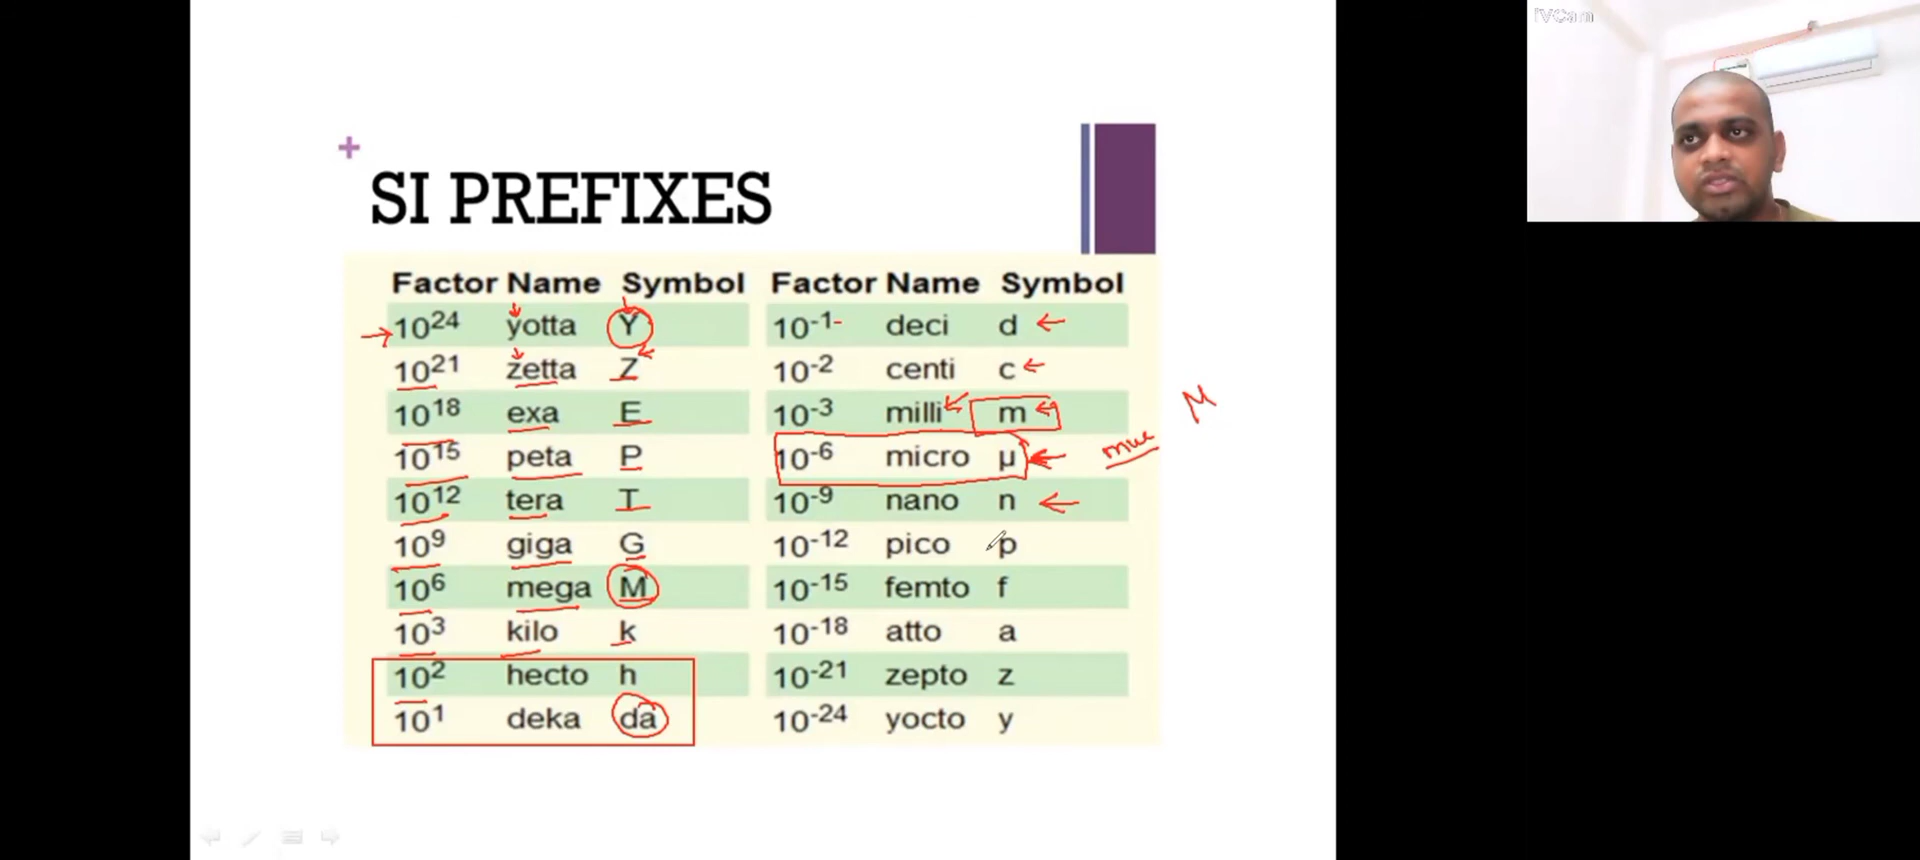 iVCam
+
SI PREFIXES
Factor Name Symbol Factor Name Symbol
10^24 yotta Y 10^-1 deci d
10^21 zetta Z 10^-2 centi c
10^18 exa E 10^-3 milli m
M
10^15 peta P 10^-6 micro µ
mue
10^12 tera T 10^-9 nano n
10^9 giga G 10^-12 pico p
10^6 mega M 10^-15 femto f
10^3 kilo k 10^-18 atto a
10^2 hecto h 10^-21 zepto z
10^1 deka da 10^-24 yocto y